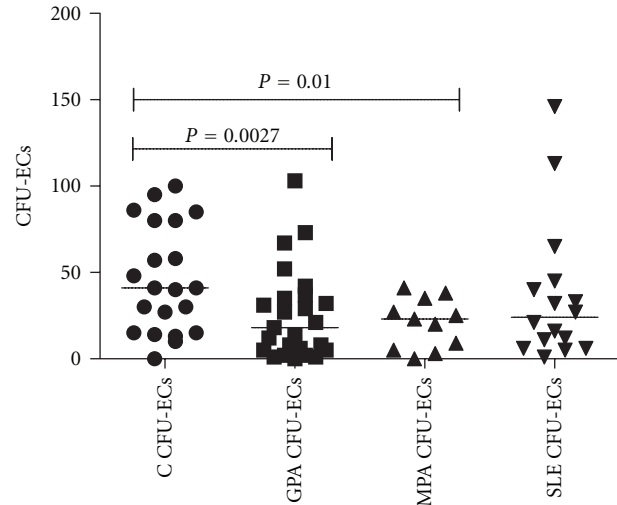 200
150
100
50
0
CFU-ECs
P = 0.01
P = 0.0027
C CFU-ECs
GPA CFU-ECs
MPA CFU-ECs
SLE CFU-ECs